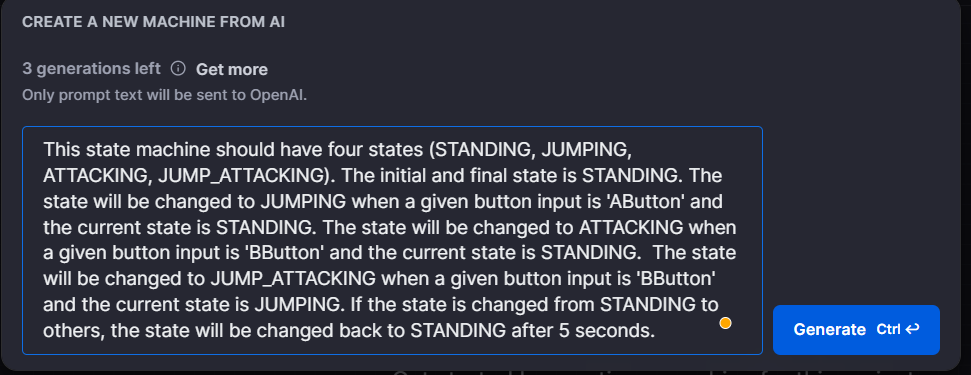 CREATE A NEW MACHINE FROM AI
3 generations left Get more
Only prompt text will be sent to OpenAI.
This state machine should have four states (STANDING, JUMPING,
ATTACKING, JUMP_ATTACKING). The initial and final state is STANDING. The
state will be changed to JUMPING when a given button input is 'AButton' and
the current state is STANDING. The state will be changed to ATTACKING when
a given button input is 'BButton' and the current state is STANDING.  The state
will be changed to JUMP_ATTACKING when a given button input is 'BButton'
and the current state is JUMPING. If the state is changed from STANDING to
others, the state will be changed back to STANDING after 5 seconds.
Generate Ctrl ↩